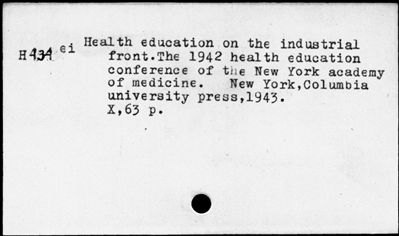 Health education on the industrial
H434 ei front.The 1942 health education
conference of the New York academy
of medicine. New York,Columbia
university press,1943.
X,63 p.